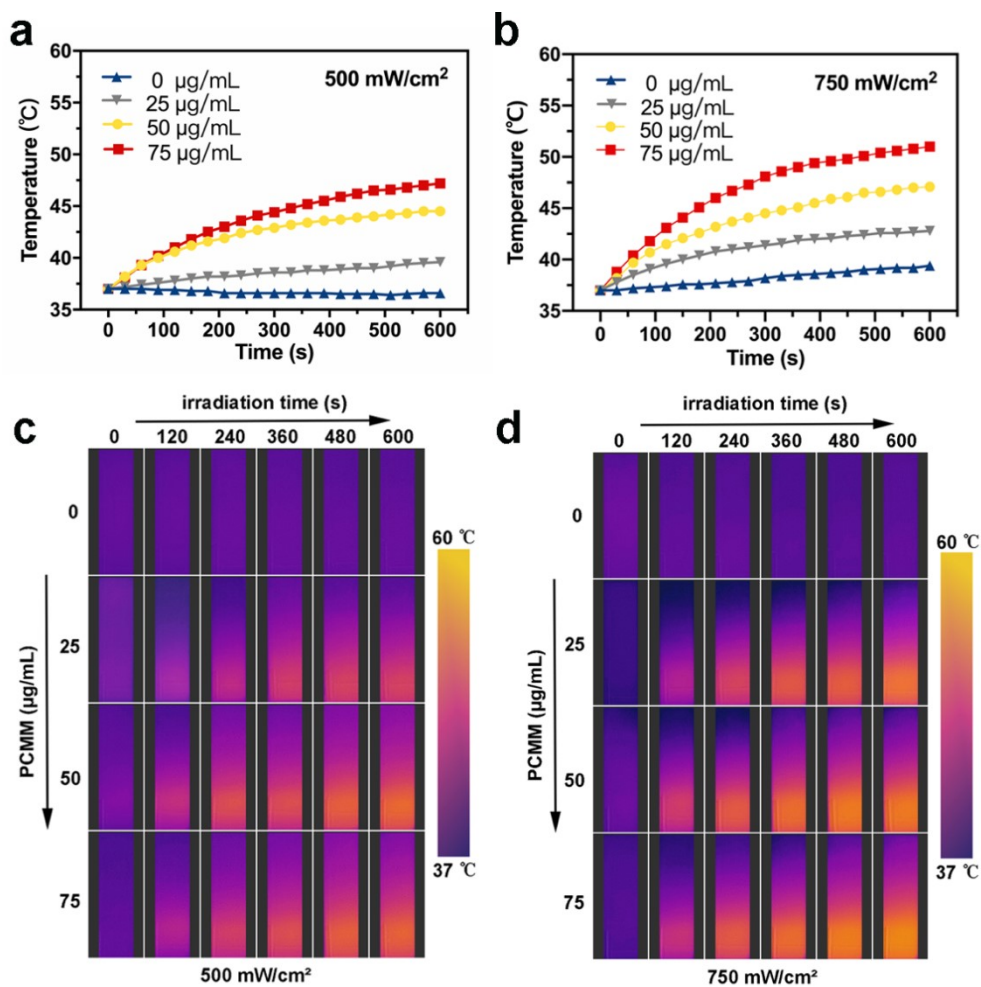 a
60
55
50
45
40
35
Temperature (℃)
0 µg/mL
25 µg/mL
50 µg/mL
75 µg/mL
500 mW/cm²
0 100 200 300 400 500 600
Time (s)
b
60
55
50
45
40
35
Temperature (℃)
0 µg/mL
25 µg/mL
50 µg/mL
75 µg/mL
750 mW/cm²
0 100 200 300 400 500 600
Time (s)
c
irradiation time (s)
0 120 240 360 480 600
PCMM (µg/mL)
0
25
50
75
60 ℃
37 ℃
500 mW/cm²
d
irradiation time (s)
0 120 240 360 480 600
PCMM (µg/mL)
0
25
50
75
60 ℃
37 ℃
750 mW/cm²